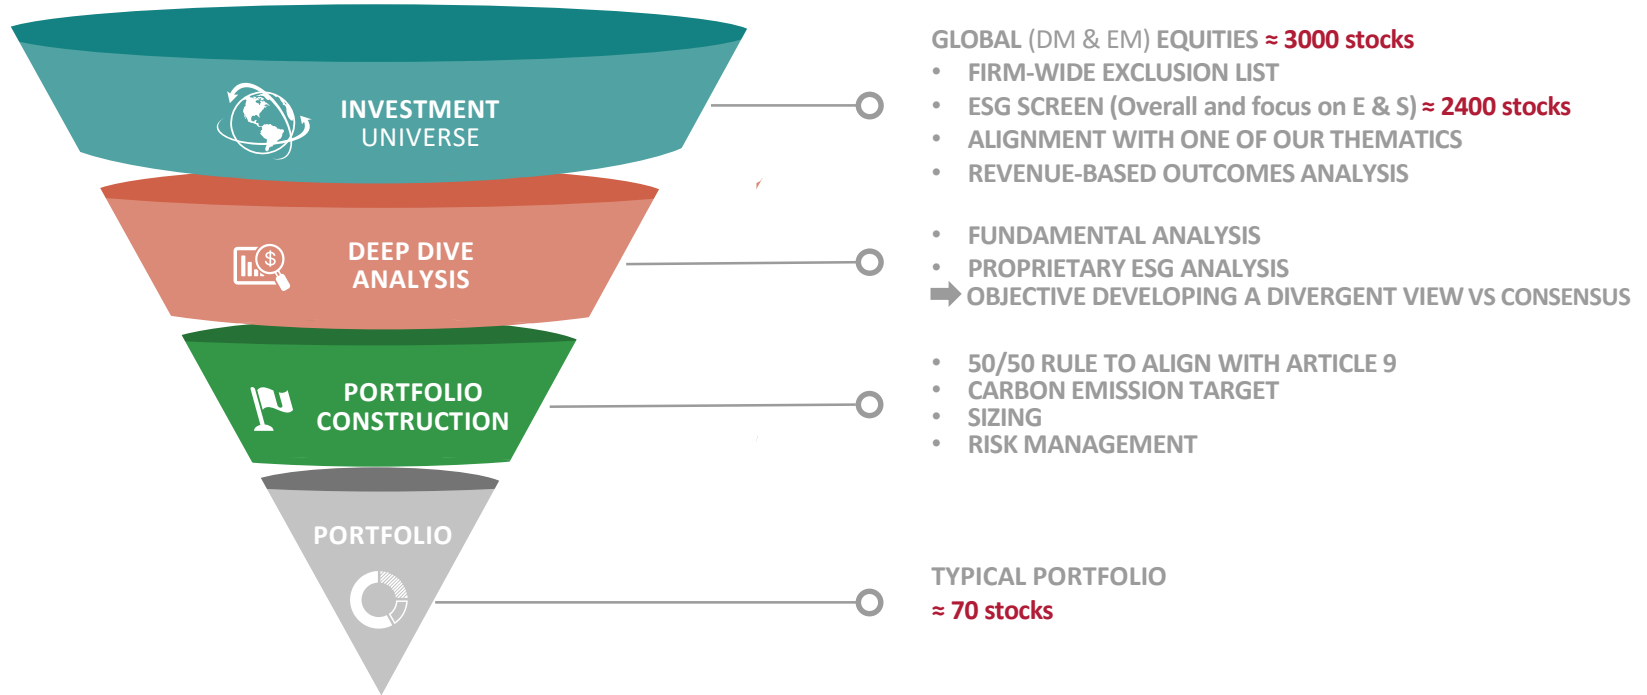 GLOBAL (DM & EM) EQUITIES ≈ 3000 stocks
• FIRM-WIDE EXCLUSION LIST
• ESG SCREEN (Overall and focus on E & S) ≈ 2400 stocks
• ALIGNMENT WITH ONE OF OUR THEMATICS
• REVENUE-BASED OUTCOMES ANALYSIS
INVESTMENT
UNIVERSE
• FUNDAMENTAL ANALYSIS
• PROPRIETARY ESG ANALYSIS
OBJECTIVE DEVELOPING A DIVERGENT VIEW VS CONSENSUS
DEEP DIVE
ANALYSIS
$
• 50/50 RULE TO ALIGN WITH ARTICLE 9
• CARBON EMISSION TARGET
• SIZING
• RISK MANAGEMENT
PORTFOLIO
CONSTRUCTION
PORTFOLIO
TYPICAL PORTFOLIO
≈ 70 stocks